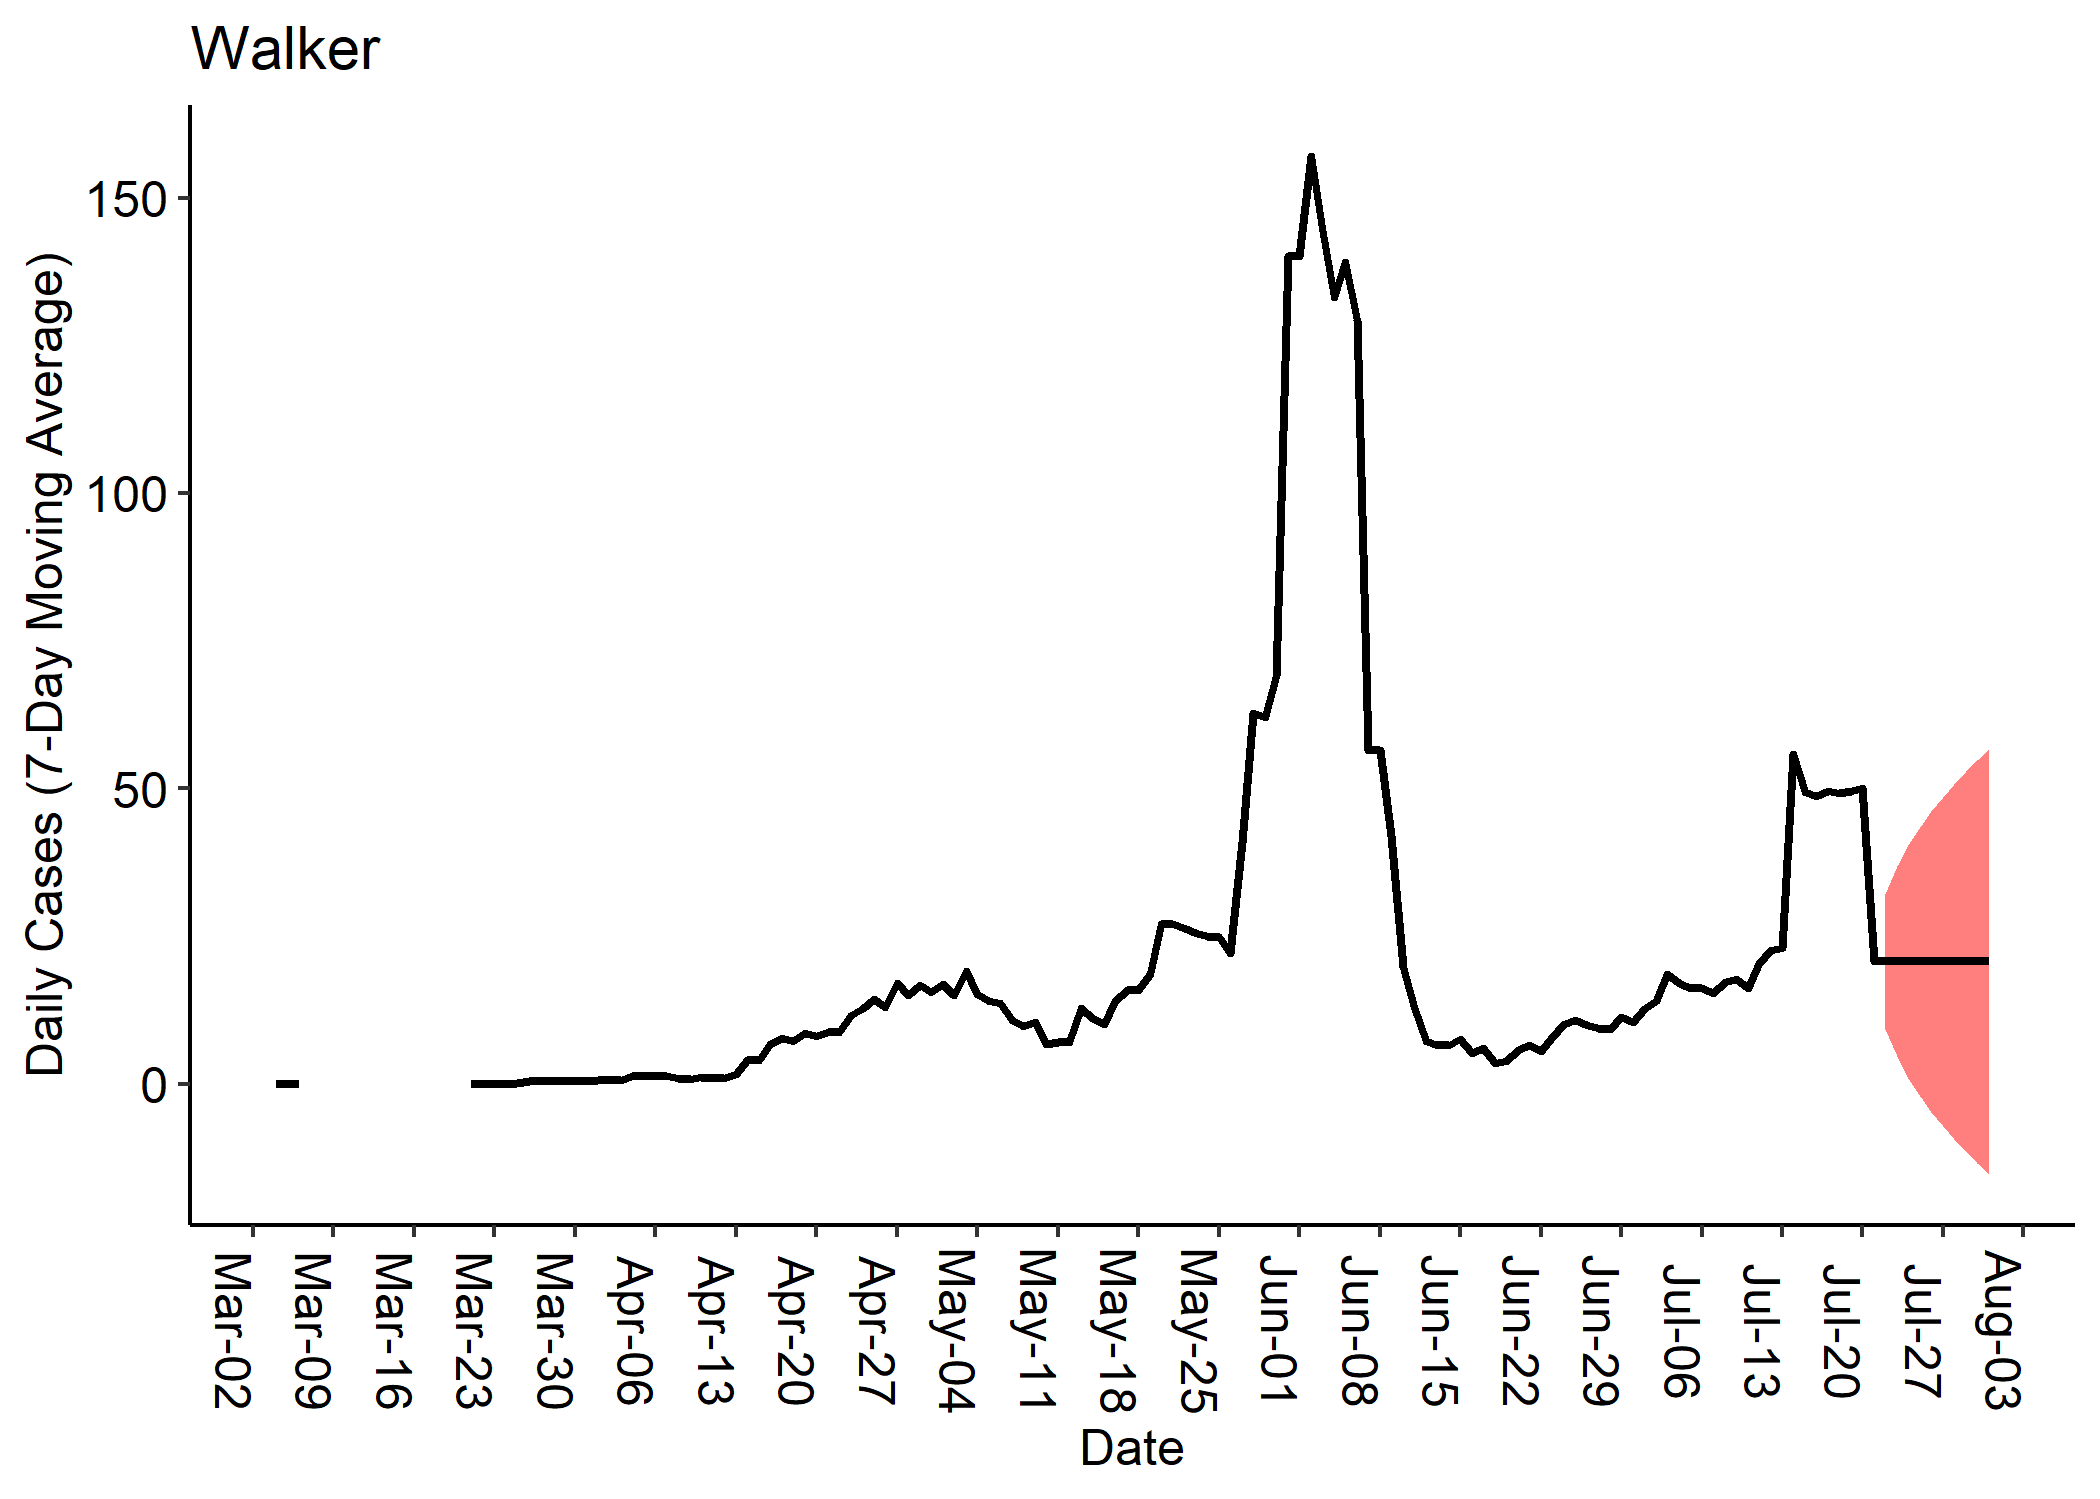 Walker
Daily Cases (7-Day Moving Average)
150
100
50
0
Mar-02
Mar-09
Mar-16
Mar-23
Mar-30
Apr-06
Apr-13
Apr-20
Apr-27
May-04
May-11
May-18
May-25
Jun-01
Jun-08
Jun-15
Jun-22
Jun-29
Jul-06
Jul-13
Jul-20
Jul-27
Aug-03
Date